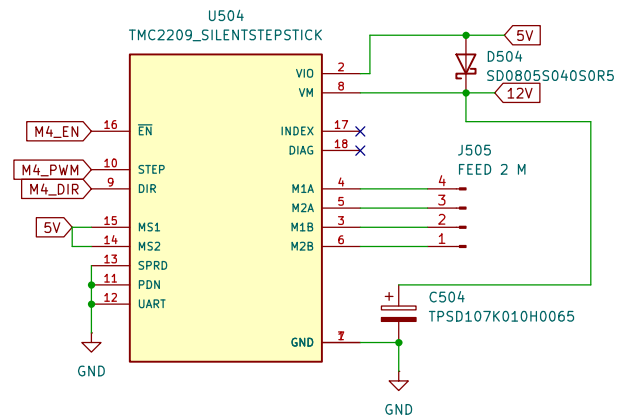 U504
TMC2209_SILENTSTEPSTICK
VIO 2
VM 8
5V
D504
SD0805S040S0R5
12V
M4_EN 16 EN
INDEX 17
DIAG 18
M4_PWM 10 STEP
M4_DIR 9 DIR
J505
FEED 2 M
M1A 4 4
M2A 5 3
M1B 3 2
M2B 6 1
5V 15 MS1
14 MS2
13 SPRD
11 PDN
12 UART
GND
+
C504
TPSD107K010H0065
GND
GND